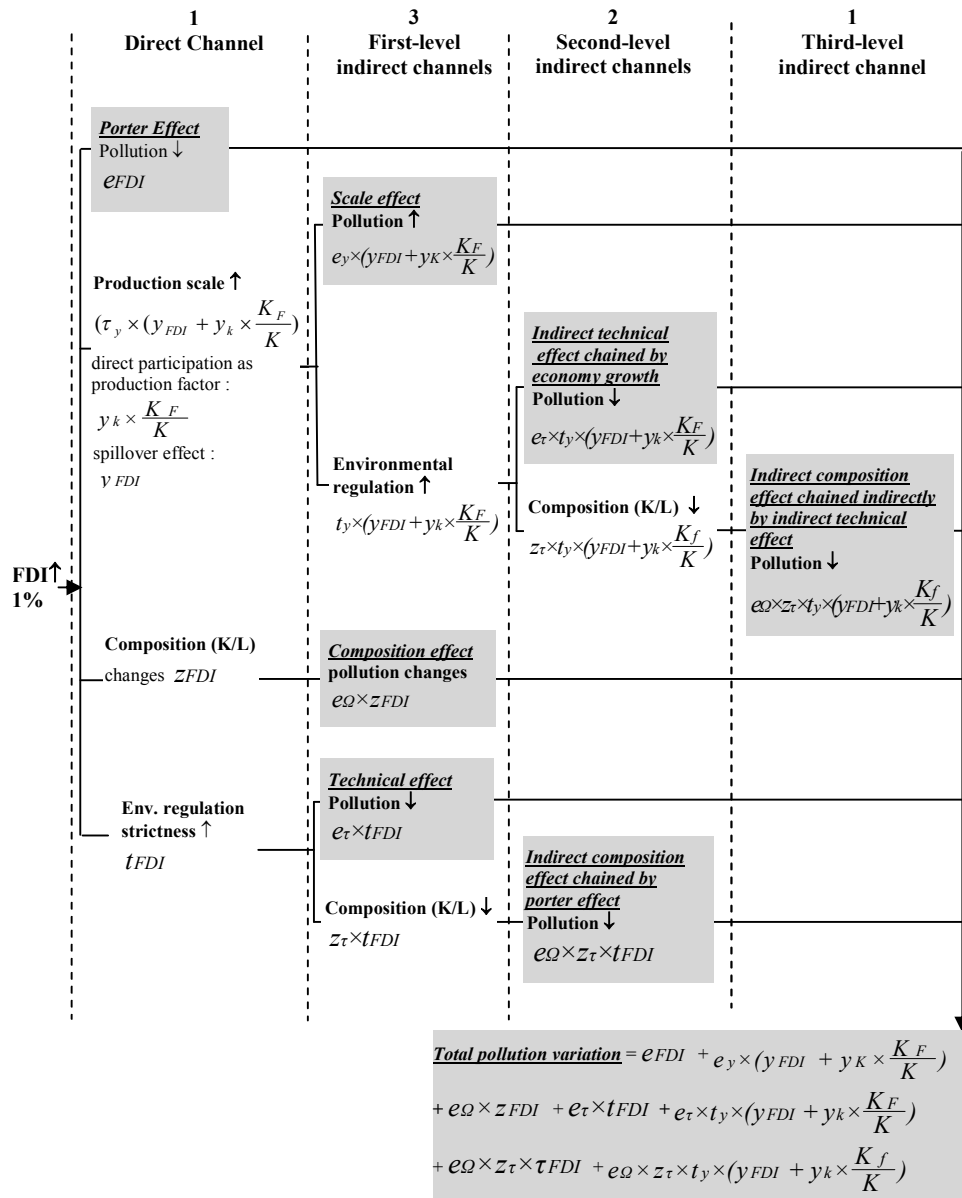 1
Direct Channel
3
First-level
indirect channels
2
Second-level
indirect channels
1
Third-level
indirect channel
Porter Effect
Pollution ↓
eFDI
Production scale ↑
(τy × (yFDI + yk × KF/K)
direct participation as
production factor :
yk × KF/K
spillover effect :
yFDI
Scale effect
Pollution ↑
ey×(yFDI+yK×KF/K)
Environmental
regulation ↑
ty×(yFDI+yk×KF/K)
Indirect technical
effect chained by
economy growth
Pollution ↓
eτ×ty×(yFDI+yk×KF/K)
Composition (K/L) ↓
zτ×ty×(yFDI+yk×Kf/K)
Indirect composition
effect chained indirectly
by indirect technical
effect
Pollution ↓
eΩ×zτ×ty×(yFDI+yk×Kf/K)
FDI↑
1%
Composition (K/L)
changes zFDI
Composition effect
pollution changes
eΩ×zFDI
Env. regulation
strictness ↑
tFDI
Technical effect
Pollution ↓
eτ×tFDI
Composition (K/L) ↓
zτ×tFDI
Indirect composition
effect chained by
porter effect
Pollution ↓
eΩ×zτ×tFDI
Total pollution variation = eFDI + ey×(yFDI + yK × KF/K)
+ eΩ × zFDI + eτ × tFDI + eτ × ty ×(yFDI + yk × KF/K)
+ eΩ × zτ × τFDI + eΩ × zτ × ty ×(yFDI + yk × Kf/K)